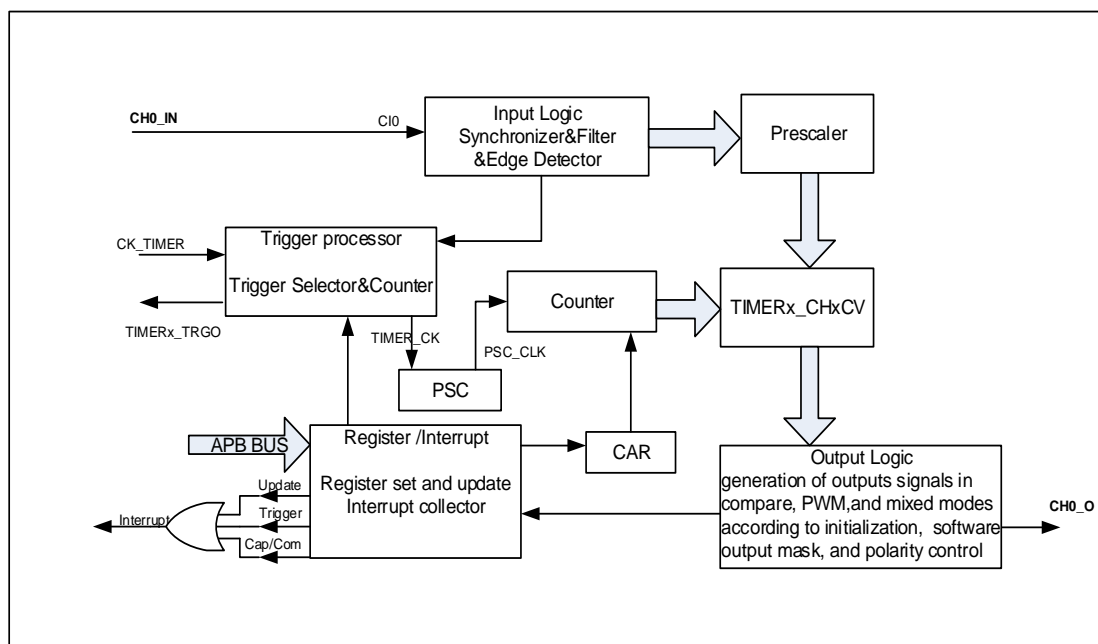 CH0_IN
CI0
Input Logic
Synchronizer&Filter
&Edge Detector
Prescaler
CK_TIMER
Trigger processor
Trigger Selector&Counter
TIMERx_TRGO
TIMER_CK
PSC
PSC_CLK
Counter
TIMERx_CHxCV
APB BUS
Register /Interrupt
Register set and update
Interrupt collector
CAR
Update
Trigger
Cap/Com
Interrupt
Output Logic
generation of outputs signals in
compare, PWM,and mixed modes
according to initialization, software
output mask, and polarity control
CH0_O